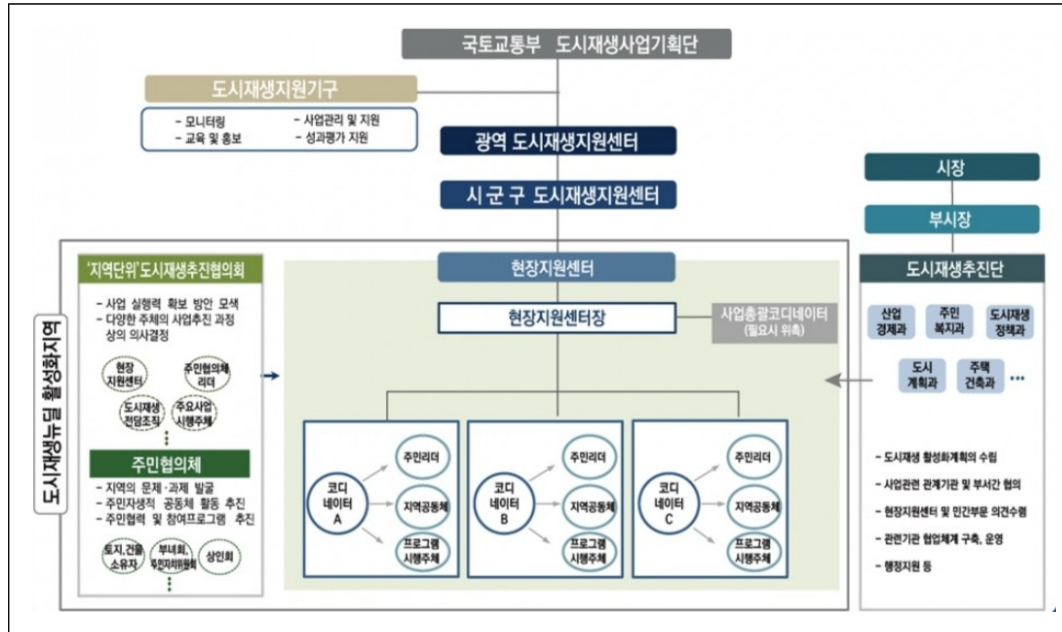 국토교통부 도시재생사업기획단
도시재생지원기구
- 모니터링
- 사업관리 및 지원
- 교육 및 홍보
- 성과평가 지원
광역 도시재생지원센터
시·군·구 도시재생지원센터
시장
부시장
도시재생뉴딜 활성화지역
'지역단위'도시재생추진협의회
- 사업 실행력 확보 방안 모색
- 다양한 주체의 사업추진 과정
상의 의사결정
현장
지원센터
주민협의체,
리더
도시재생
전담조직
주요사업
시행주체
주민협의체
- 지역의 문제·과제 발굴
- 주민자생적 공동체 활동 추진
- 주민협력 및 참여프로그램 추진
토지,건물
소유자
부녀회,
주민자치위원회
상인회
현장지원센터
현장지원센터장
사업총괄코디네이터
(필요시 위촉)
코디
네이터
A
주민리더
지역공동체
프로그램
시행주체
코디
네이터
B
주민리더
지역공동체
프로그램
시행주체
코디
네이터
C
주민리더
지역공동체
프로그램
시행주체
도시재생추진단
산업
경제과
주민
복지과
도시재생
정책과
도시
계획과
주택
건축과
...
- 도시재생 활성화계획의 수립
- 사업관련 관계기관 및 부서간 협의
- 현장지원센터 및 민간부문 의견수렴
- 관련기관 협업체계 구축, 운영
- 행정지원 등